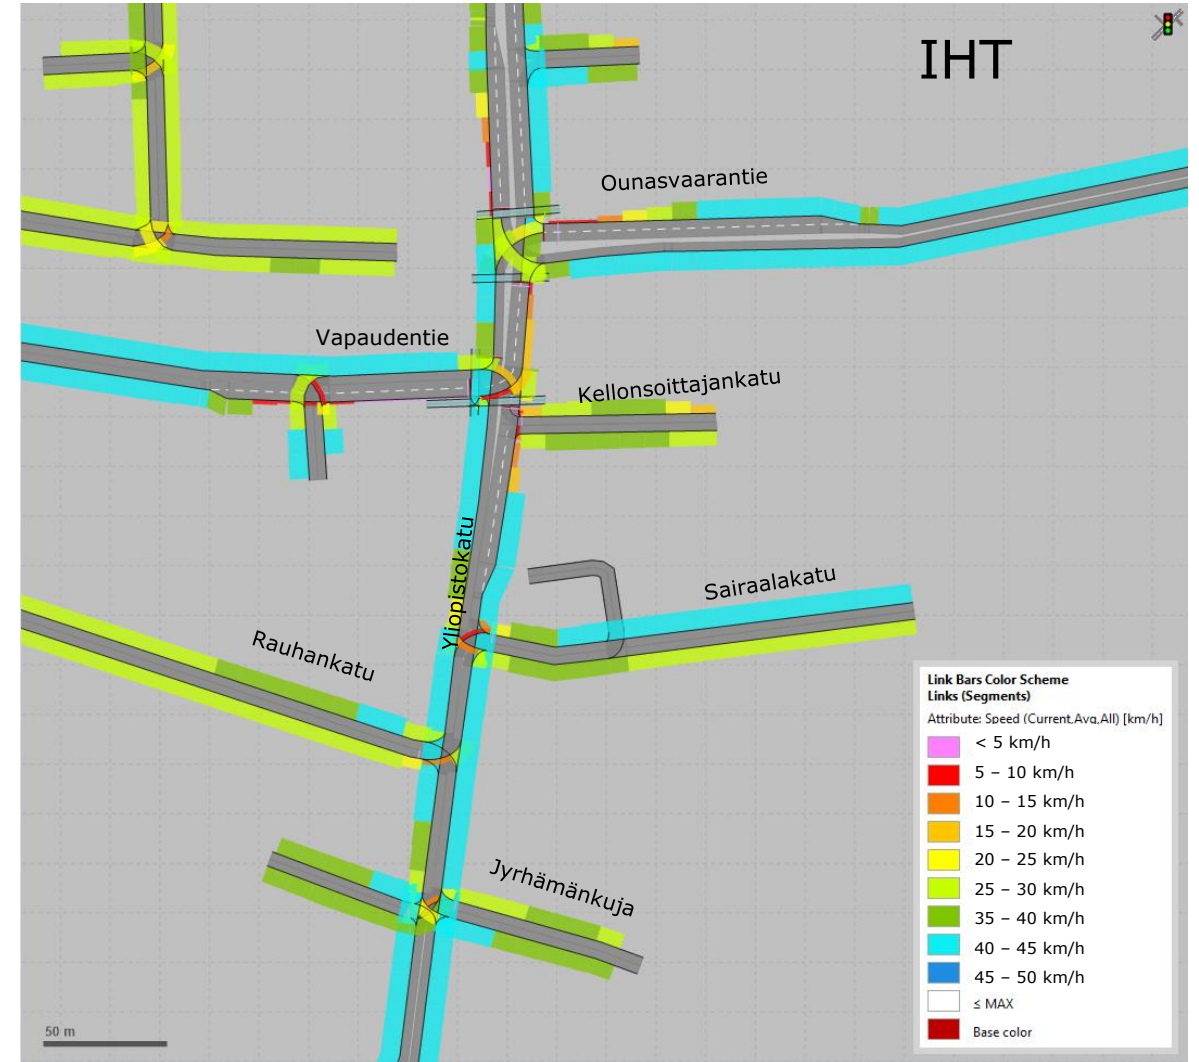 IHT
Ounasvaarantie
Vapaudentie
Kellonsoittajankatu
Yliopistokatu
Sairaalakatu
Rauhankatu
Jyrhämänkuja
Link Bars Color Scheme
Links (Segments)
Attribute: Speed (Current,Avg,All) [km/h]
< 5 km/h
5 – 10 km/h
10 – 15 km/h
15 – 20 km/h
20 – 25 km/h
25 – 30 km/h
35 – 40 km/h
40 – 45 km/h
45 – 50 km/h
≤ MAX
Base color
50 m